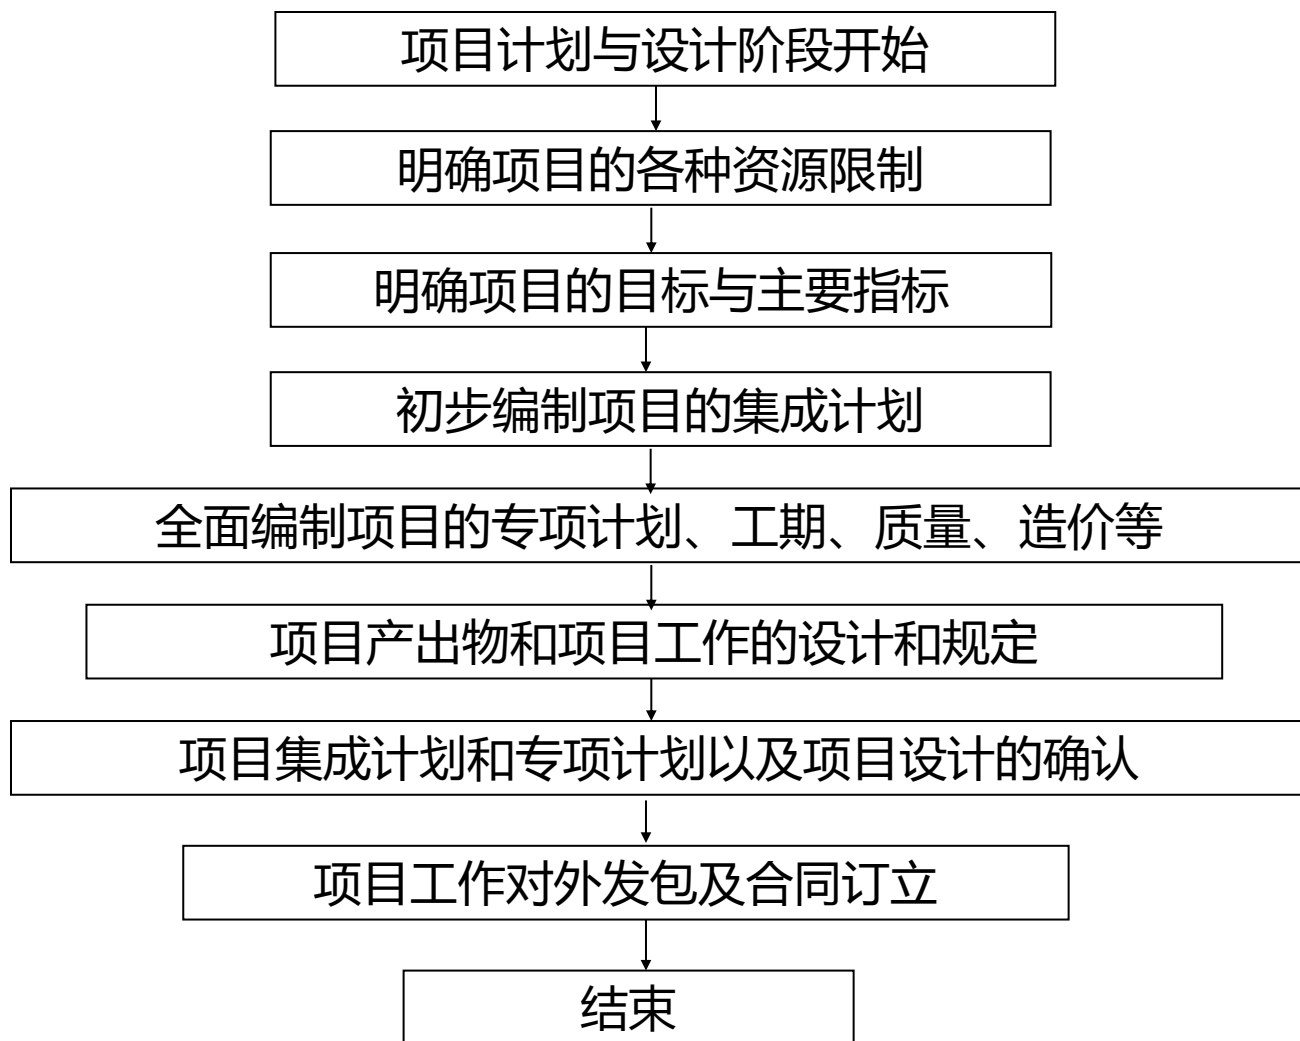 项目计划与设计阶段开始
明确项目的各种资源限制
明确项目的目标与主要指标
初步编制项目的集成计划
全面编制项目的专项计划、工期、质量、造价等
项目产出物和项目工作的设计和规定
项目集成计划和专项计划以及项目设计的确认
项目工作对外发包及合同订立
结束